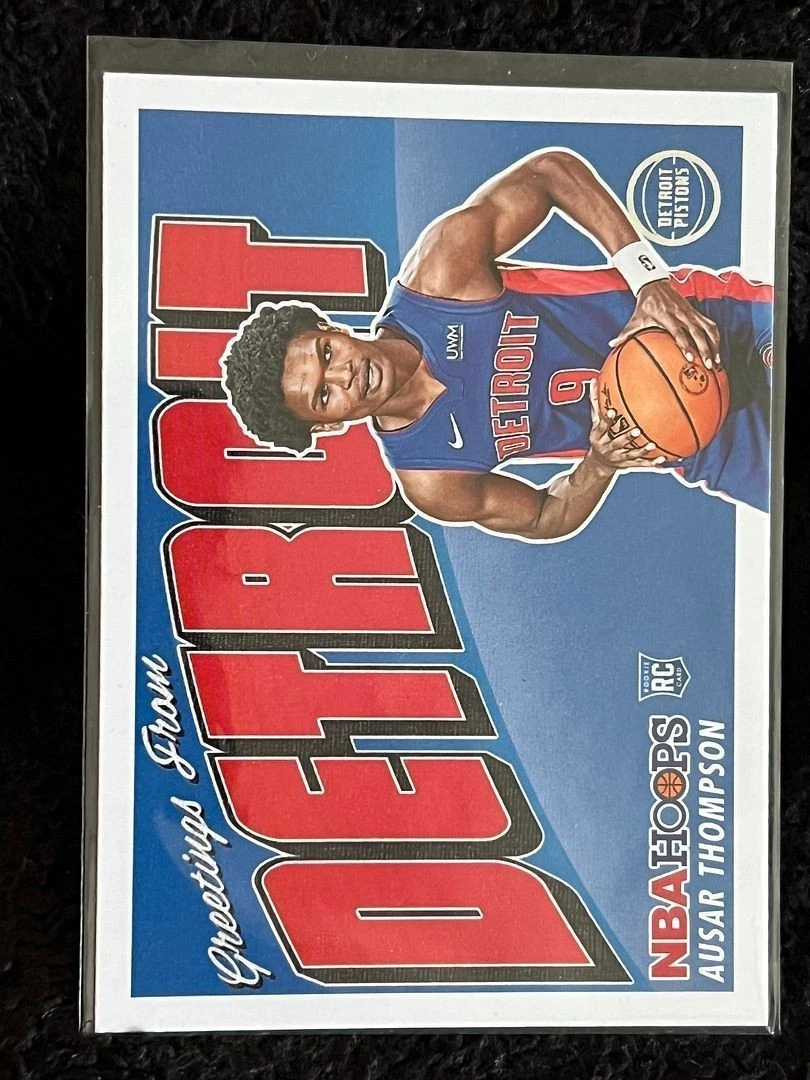 Greetings From
DETROIT
DETROIT
PISTONS
UWM
DETROIT
9
NBA HOOPS
ROOKIE
RC
CARD
AUSAR THOMPSON